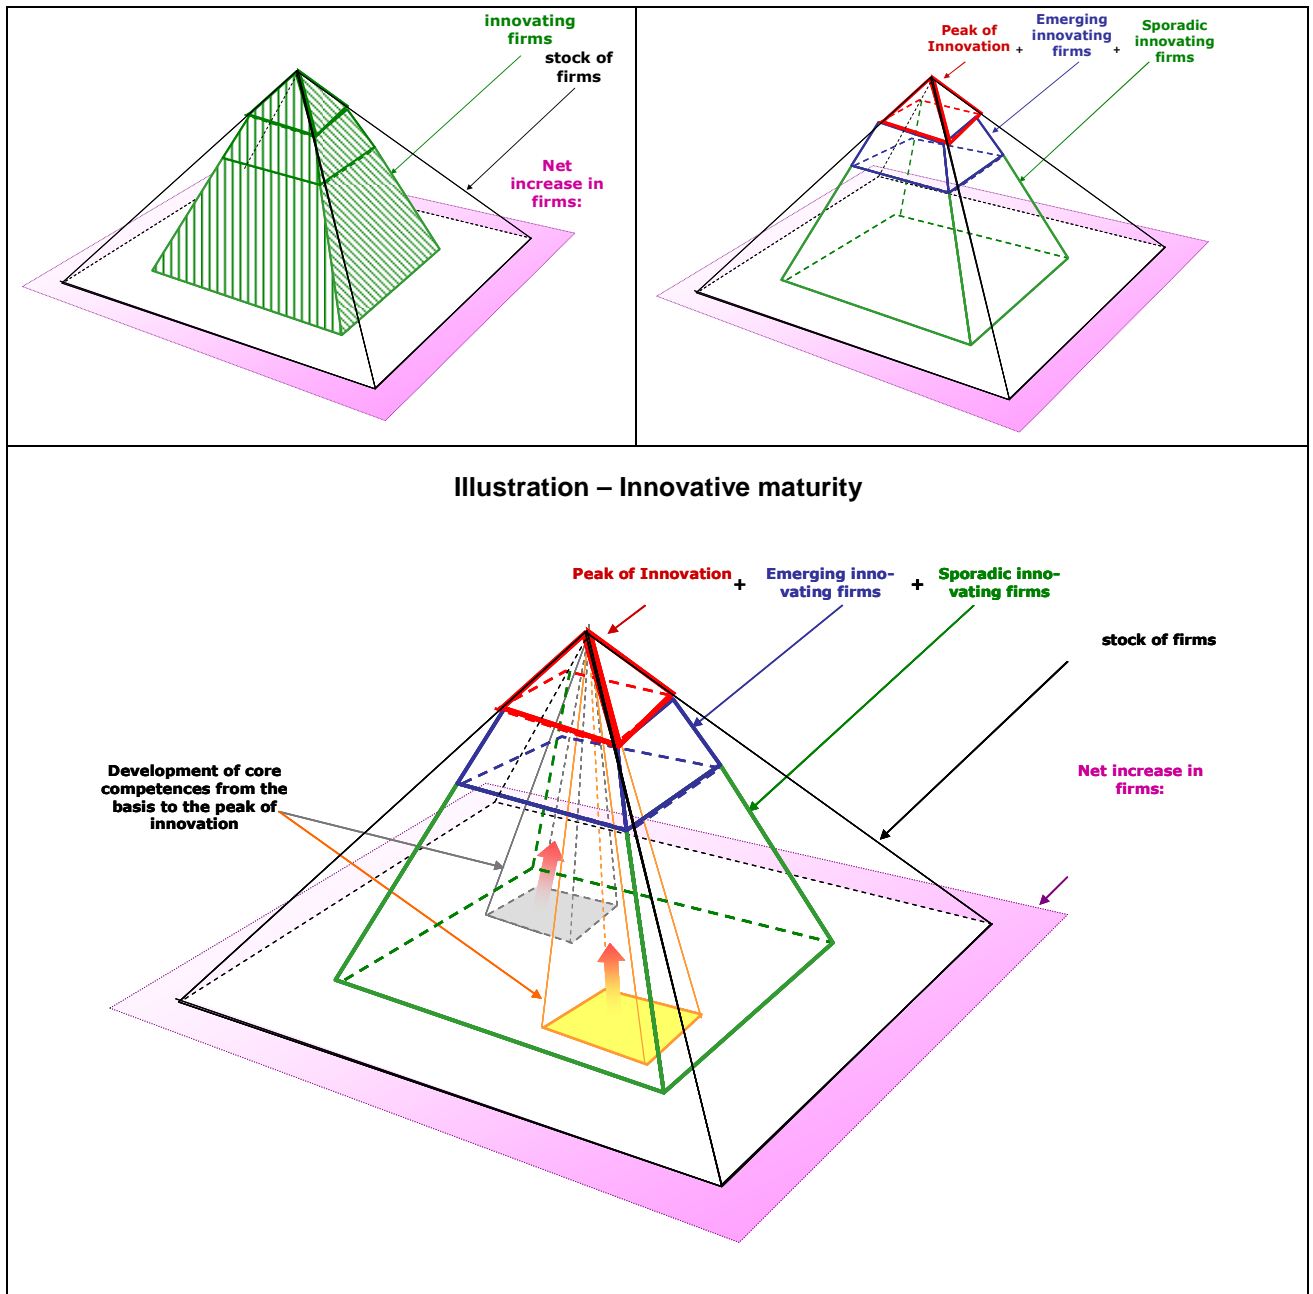 innovating
firms
stock of
firms
Net
increase in
firms:
Peak of
Innovation
+
Emerging
innovating
firms
+
Sporadic
innovating
firms
Illustration – Innovative maturity
Peak of Innovation
+
Emerging inno-
vating firms
+
Sporadic inno-
vating firms
stock of firms
Net increase in
firms:
Development of core
competences from the
basis to the peak of
innovation